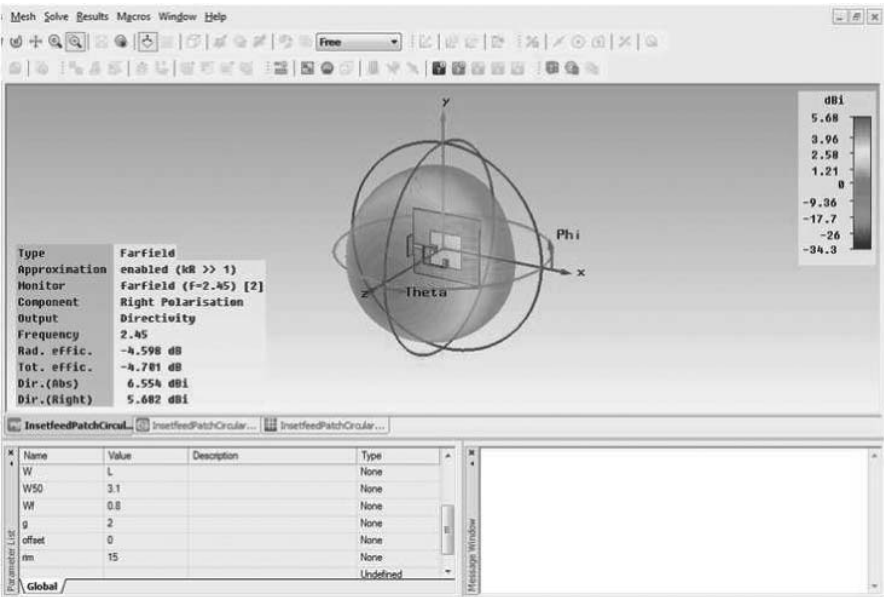 Mesh Solve Results Macros Window Help
Free
y
Phi
x
z
Theta
dBi
5.68
3.96
2.58
1.21
0
-9.36
-17.7
-26
-34.3
Type Farfield
Approximation enabled (kR >> 1)
Monitor farfield (f=2.45) [2]
Component Right Polarisation
Output Directivity
Frequency 2.45
Rad. effic. -4.598 dB
Tot. effic. -4.701 dB
Dir.(Abs) 6.554 dBi
Dir.(Right) 5.682 dBi
InsetfeedPatchCircul... InsetfeedPatchCircular... InsetfeedPatchCircular...
Name Value Description Type
W L None
W50 3.1 None
Wf 0.8 None
g 2 None
offset 0 None
rim 15 None
Undefined
Global
Parameter List
Message Window